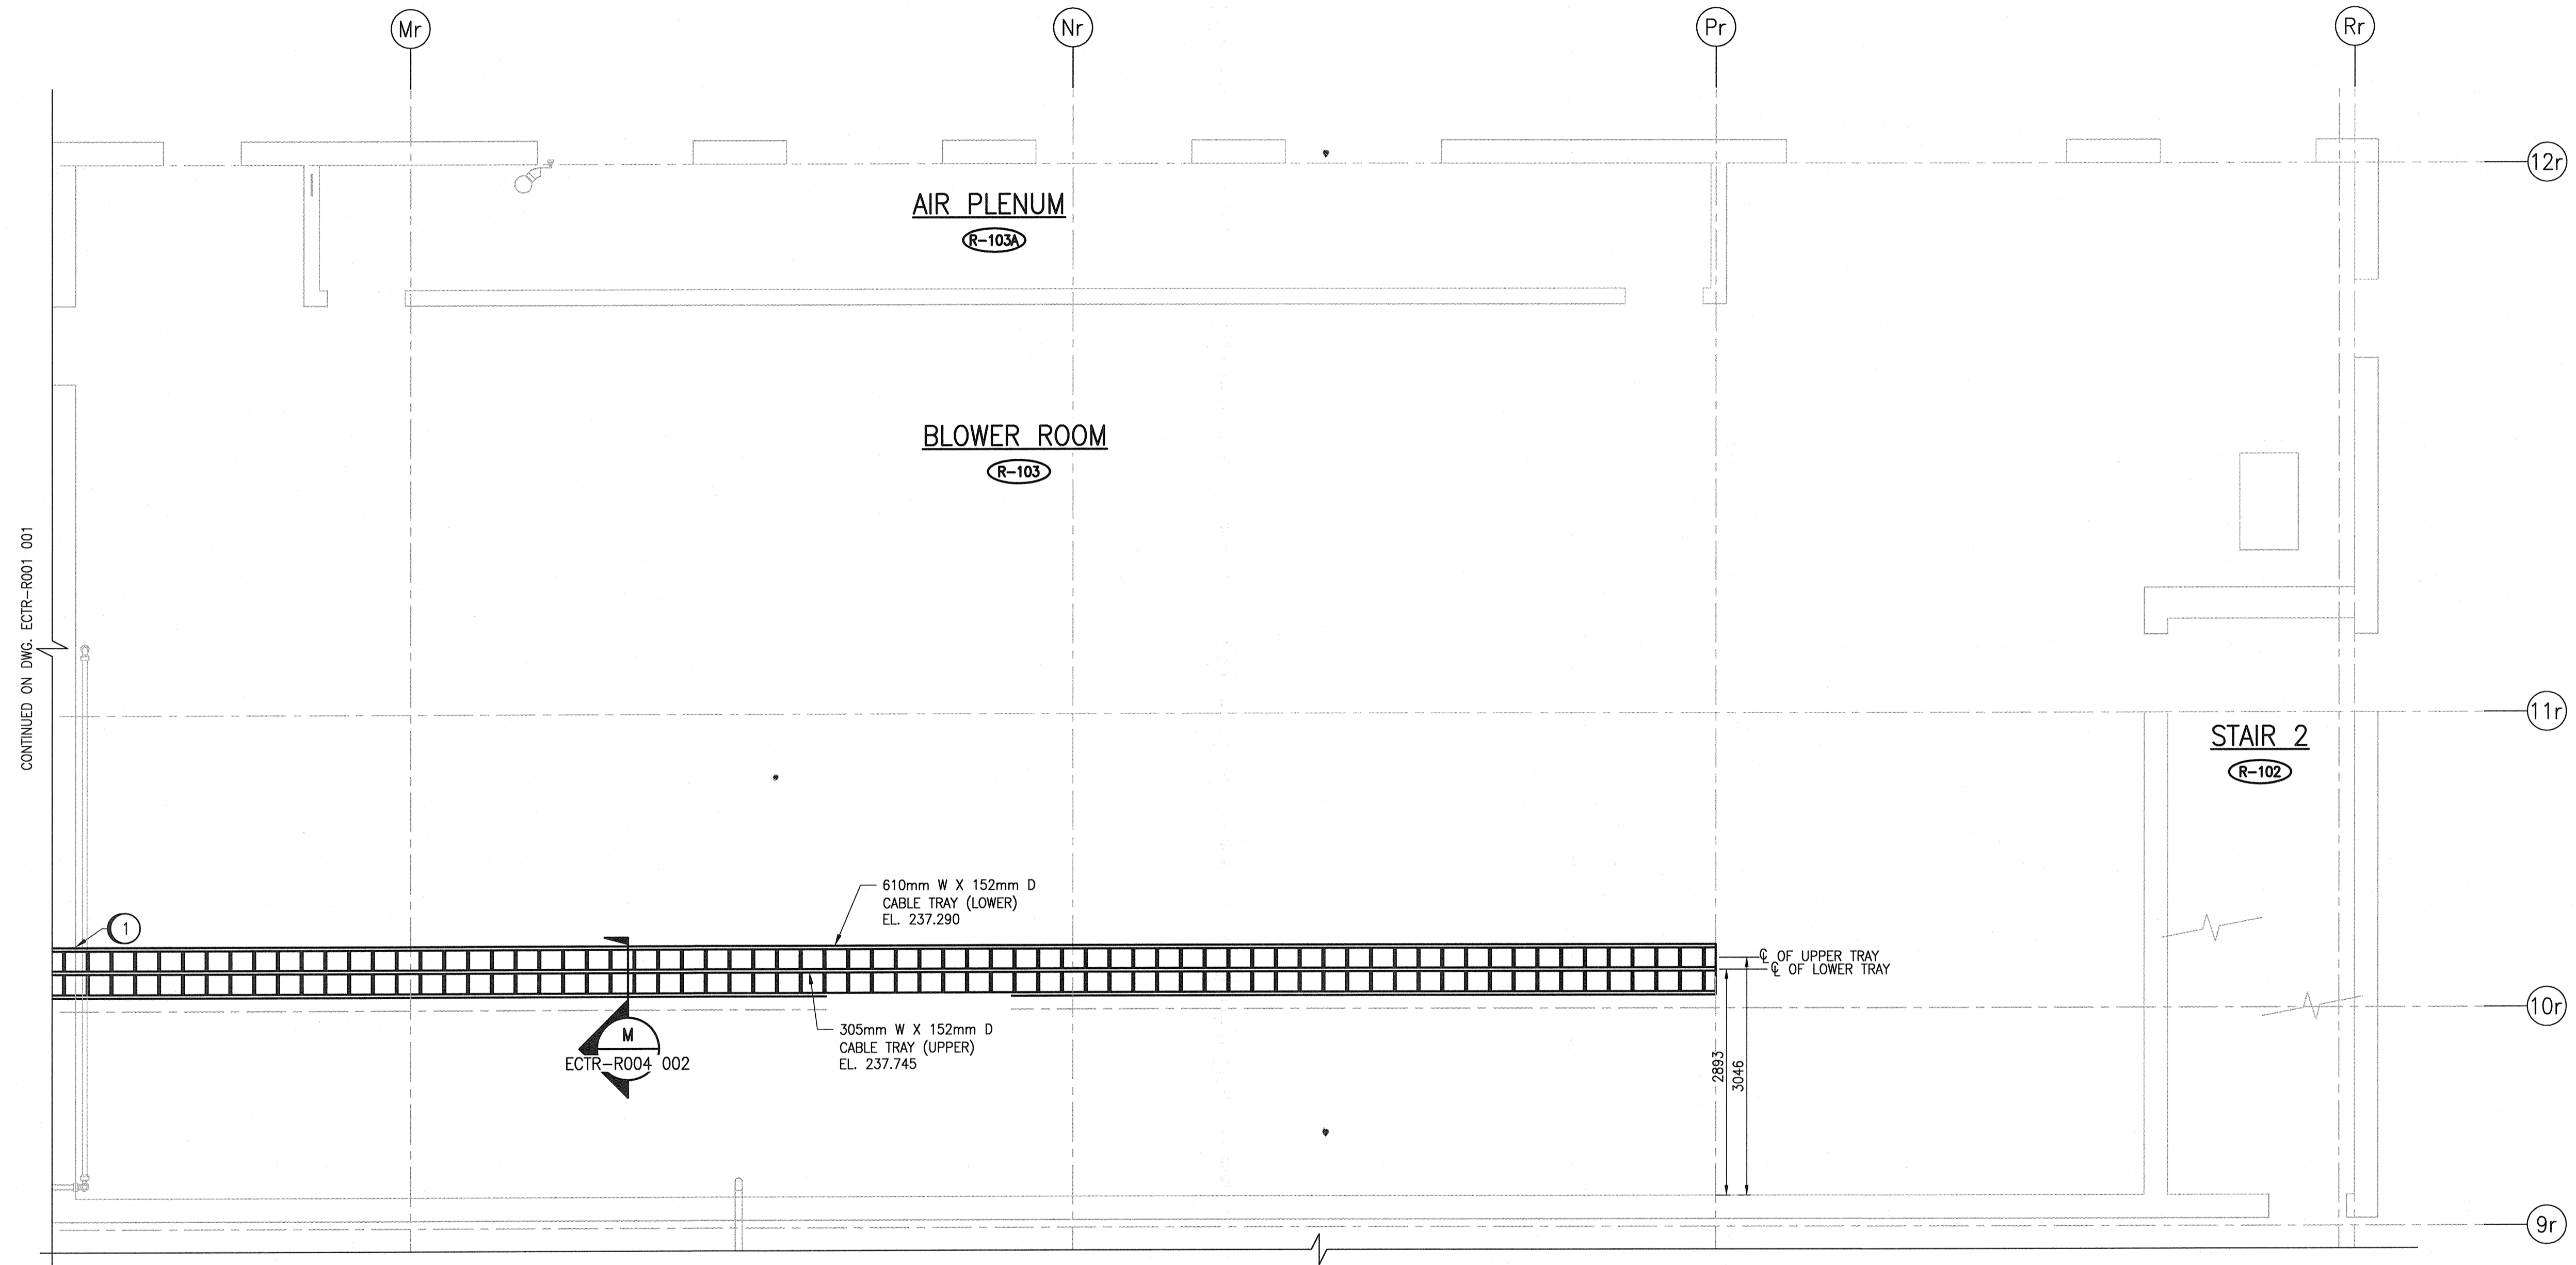 Mr
Nr
Pr
Rr
12r
AIR PLENUM
R-103A
BLOWER ROOM
R-103
CONTINUED ON DWG. ECTR-R001 001
11r
STAIR 2
R-102
610mm W X 152mm D
CABLE TRAY (LOWER)
EL. 237.290
1
℄ OF UPPER TRAY
℄ OF LOWER TRAY
10r
M
ECTR-R004 002
305mm W X 152mm D
CABLE TRAY (UPPER)
EL. 237.745
2893
3046
9r